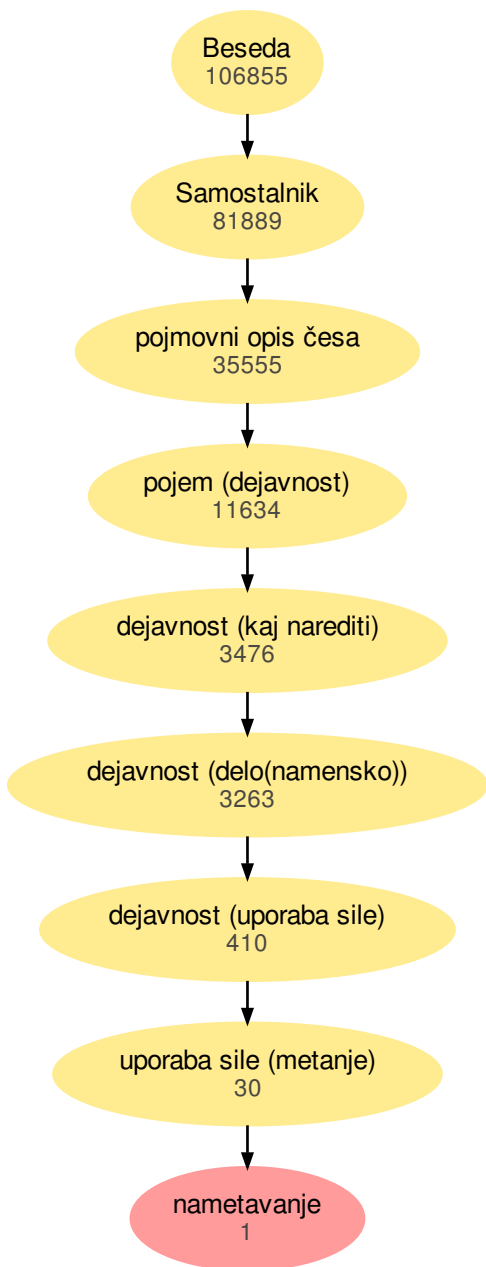 Beseda
106855
Samostalnik
81889
pojmovni opis česa
35555
pojem (dejavnost)
11634
dejavnost (kaj narediti)
3476
dejavnost (delo(namensko))
3263
dejavnost (uporaba sile)
410
uporaba sile (metanje)
30
nametavanje
1